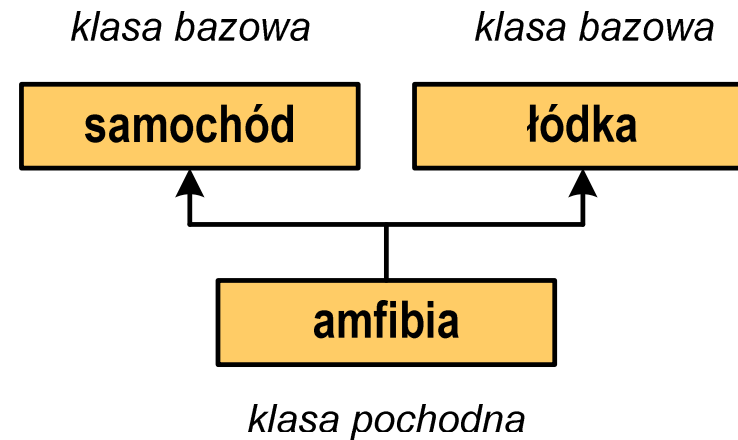 klasa bazowa
klasa bazowa
samochód
łódka
amfibia
klasa pochodna